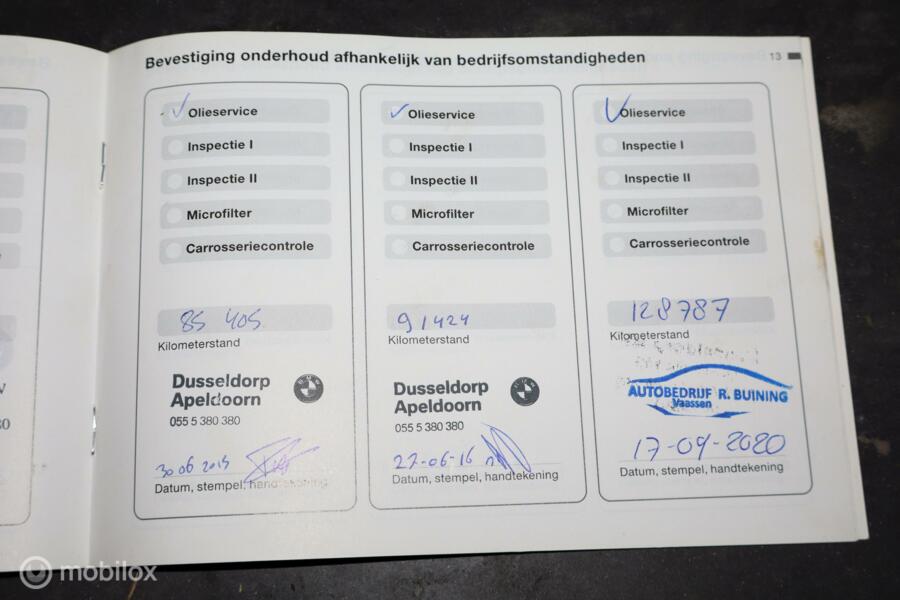 Bevestiging onderhoud afhankelijk van bedrijfsomstandigheden
13
Olieservice
Inspectie I
Inspectie II
Microfilter
Carrosseriecontrole
85 405
Kilometerstand
Dusseldorp
Apeldoorn
055 5 380 380
30 06 2015
Datum, stempel, handtekening
Olieservice
Inspectie I
Inspectie II
Microfilter
Carrosseriecontrole
91424
Kilometerstand
Dusseldorp
Apeldoorn
055 5 380 380
27-06-16
Datum, stempel, handtekening
Olieservice
Inspectie I
Inspectie II
Microfilter
Carrosseriecontrole
128787
Kilometerstand
AUTOBEDRIJF R. BUINING
Vaassen
17-09-2020
Datum, stempel, handtekening
mobilox